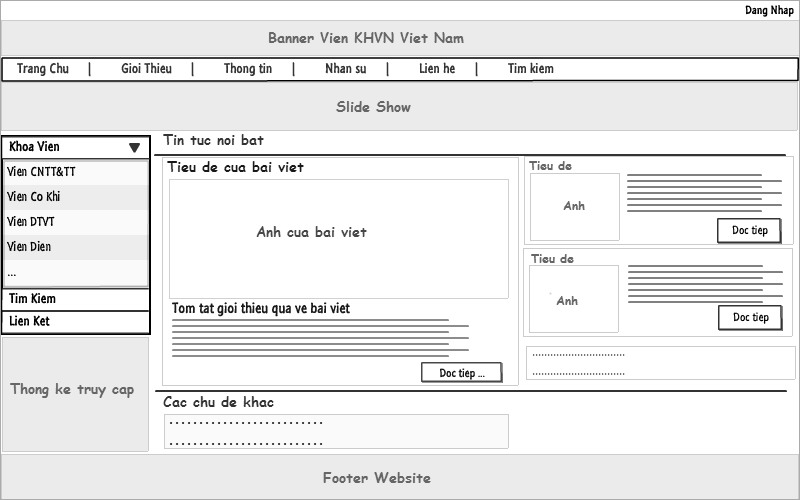 Dang Nhap
Banner Vien KHVN Viet Nam
Trang Chu | Gioi Thieu | Thong tin | Nhan su | Lien he | Tim kiem
Slide Show
Khoa Vien
Vien CNTT&TT
Vien Co Khi
Vien DTVT
Vien Dien
...
Tim Kiem
Lien Ket
Thong ke truy cap
Tin tuc noi bat
Tieu de cua bai viet
Anh cua bai viet
Tom tat gioi thieu qua ve bai viet
Doc tiep ...
Tieu de
Anh
Doc tiep
Tieu de
Anh
Doc tiep
Cac chu de khac
Footer Website